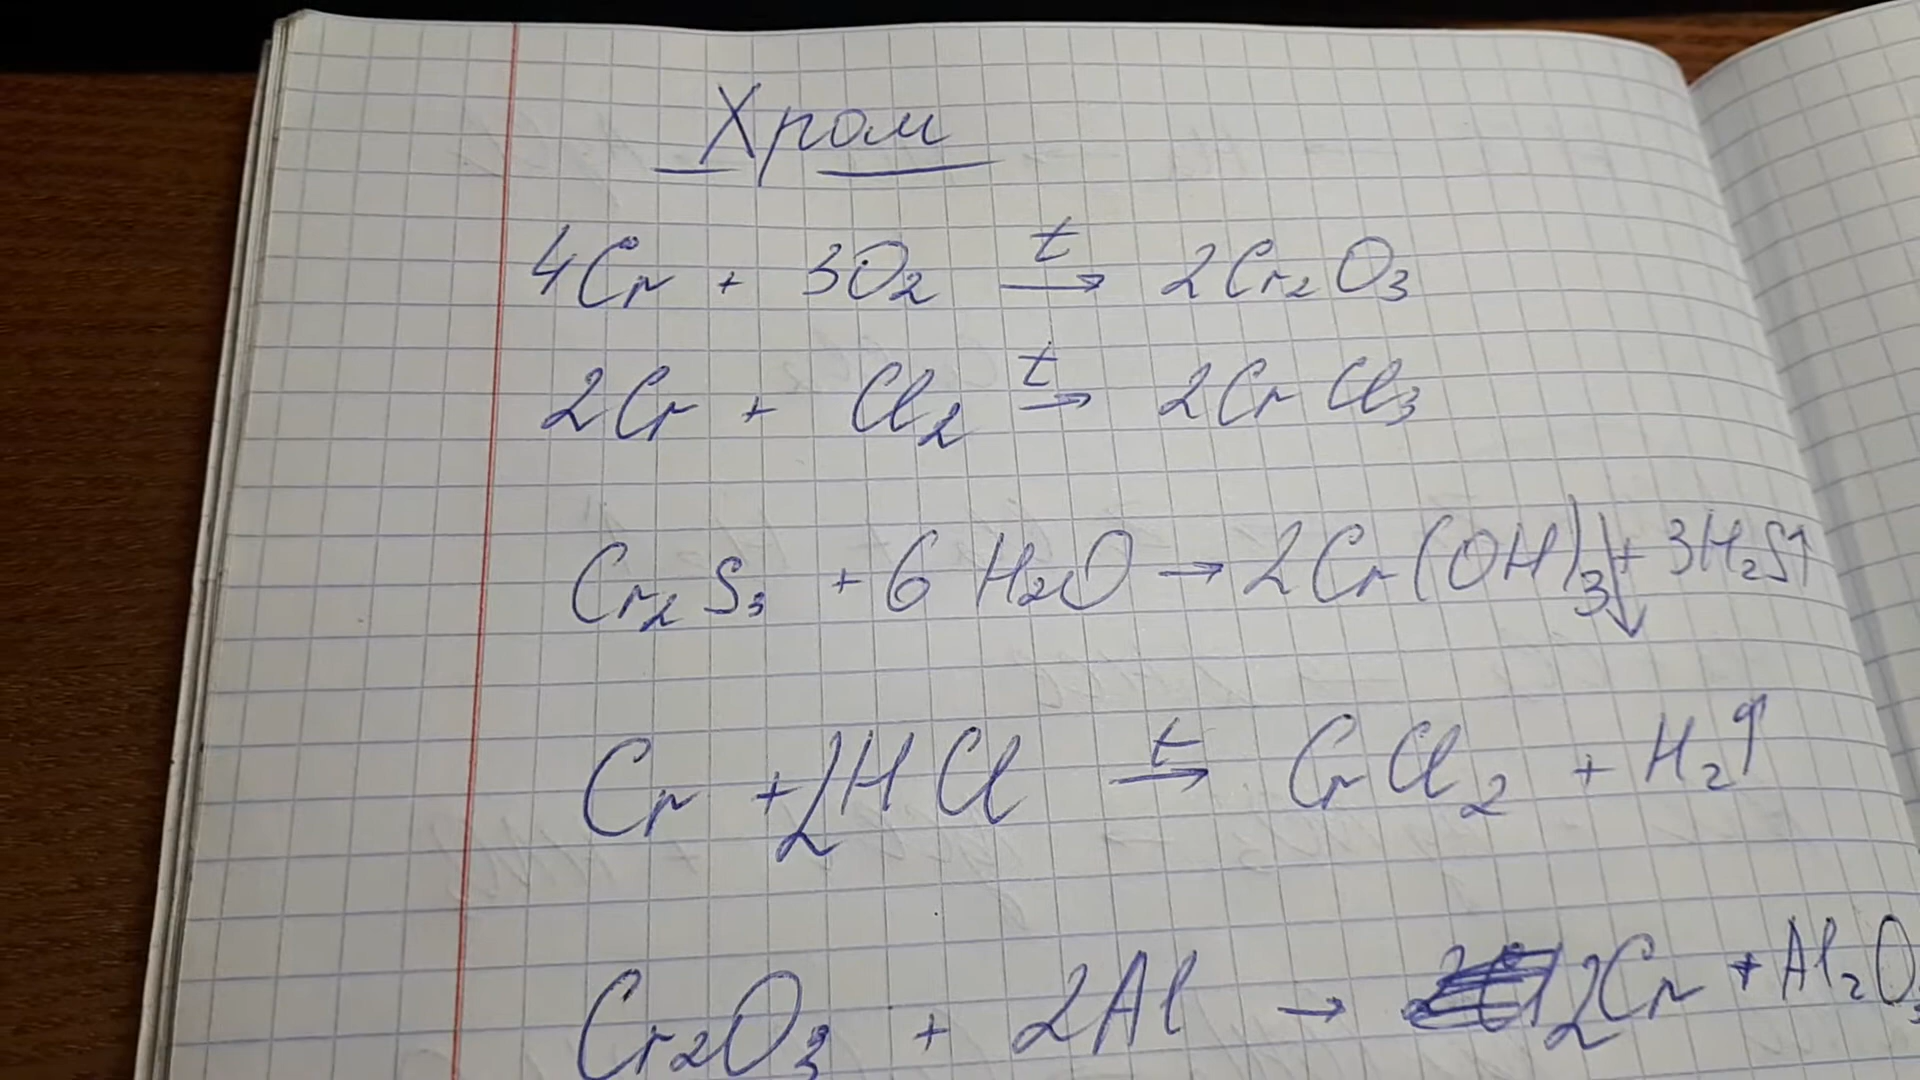 Хром
4Cr + 3O₂ →ᵗ 2Cr₂O₃
2Cr + Cl₂ →ᵗ 2CrCl₃
Cr₂S₃ + 6H₂O → 2Cr(OH)₃↓ + 3H₂S↑
Cr + 2HCl →ᵗ CrCl₂ + H₂↑
Cr₂O₃ + 2Al → 2Cr + Al₂O₃